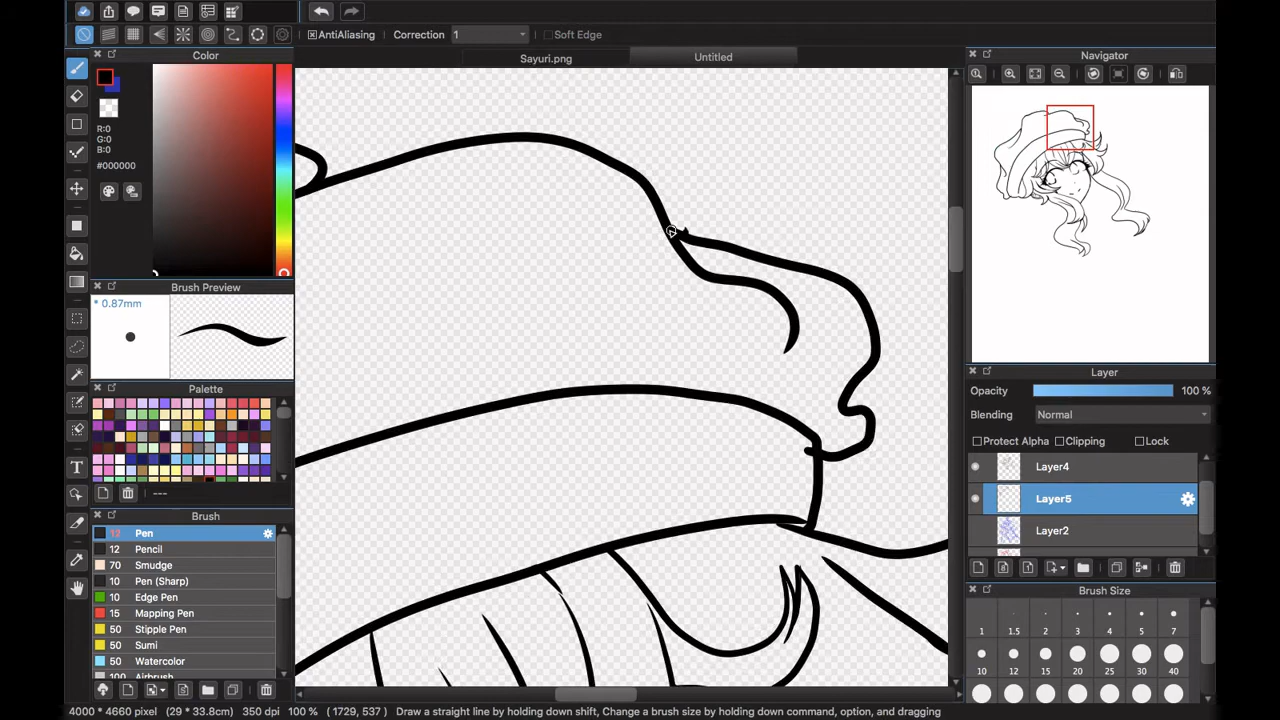 AntiAliasing Correction 1 Soft Edge
Color
Sayuri.png
Untitled
Navigator
R:0
G:0
B:0
#000000
Brush Preview
* 0.87mm
Palette
---
Brush
12 Pen
12 Pencil
70 Smudge
10 Pen (Sharp)
10 Edge Pen
15 Mapping Pen
50 Stipple Pen
50 Sumi
50 Watercolor
100 Airbrush
Layer
Opacity 100 %
Blending Normal
Protect Alpha Clipping Lock
Layer4
Layer5
Layer2
Brush Size
1 1.5 2 3 4 5 7
10 12 15 20 25 30 40
4000 * 4660 pixel (29 * 33.8cm) 350 dpi 100 % ( 1729, 537 ) Draw a straight line by holding down shift, Change a brush size by holding down command, option, and dragging